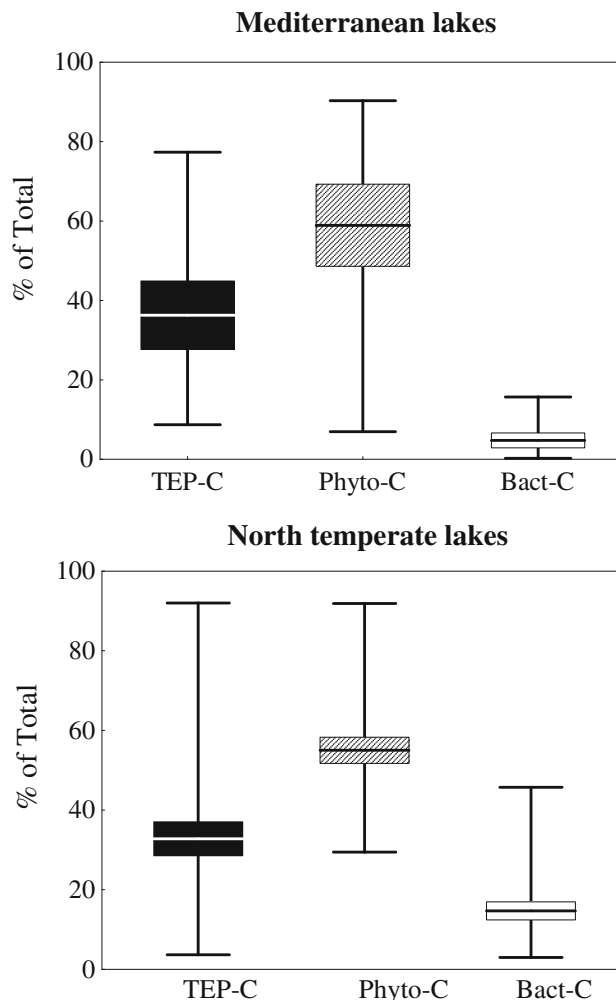 Mediterranean lakes
100
80
60
40
20
0
% of Total
TEP-C Phyto-C Bact-C
North temperate lakes
100
80
60
40
20
0
% of Total
TEP-C Phyto-C Bact-C